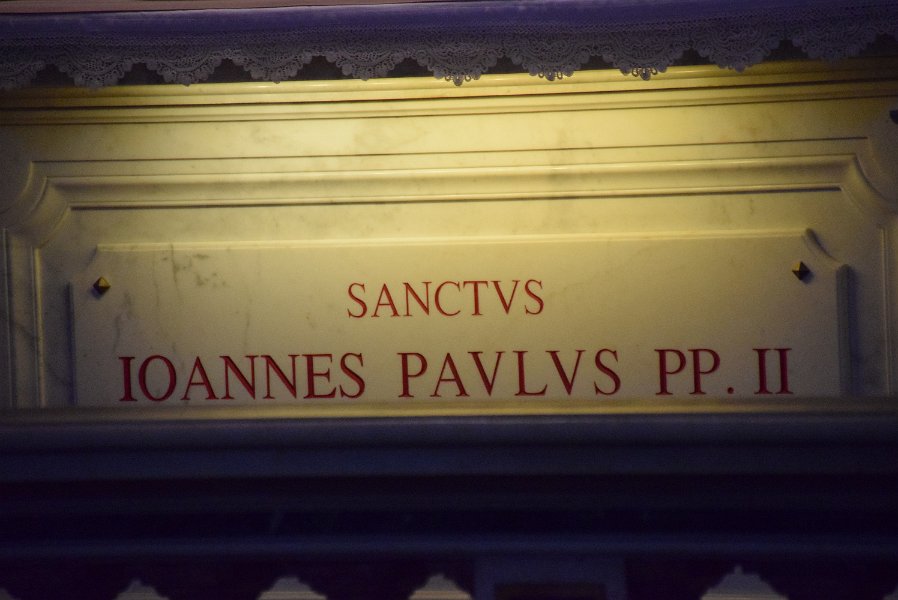 SANCTVS
IOANNES PAVLVS PP. II